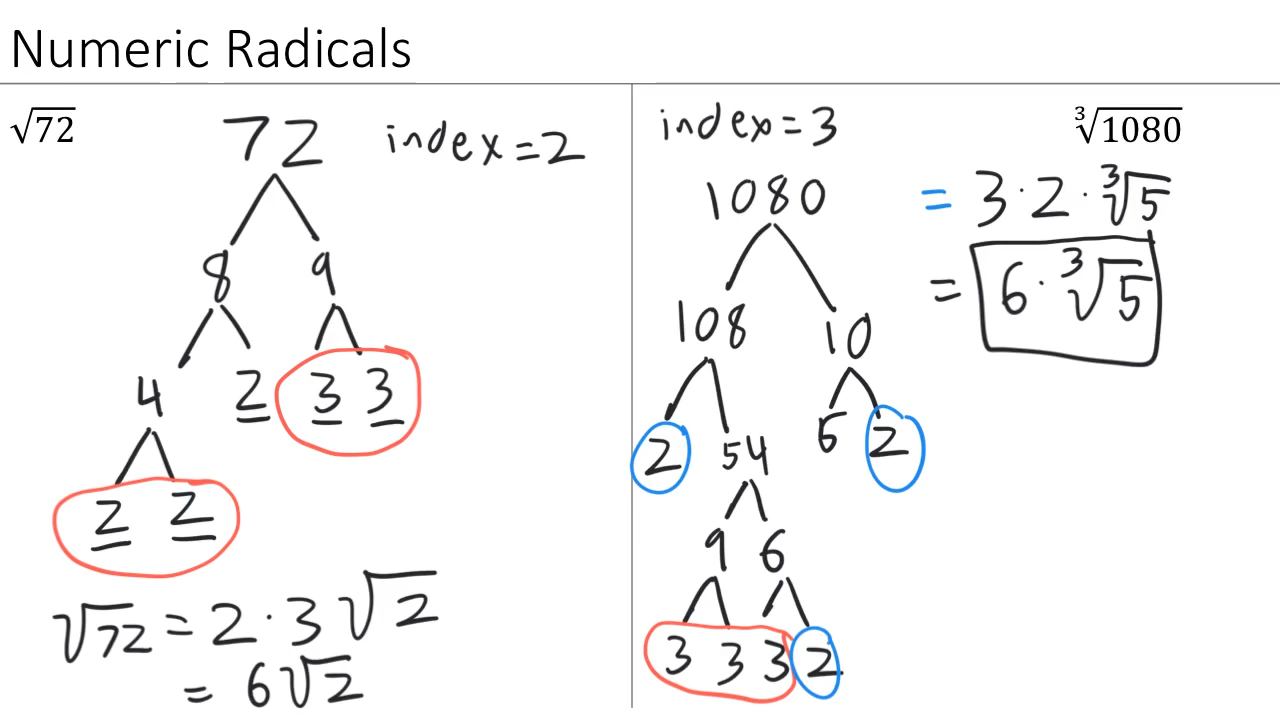 Numeric Radicals
√72
72 index = 2
8 9
4 2 3 3
2 2
√72 = 2 · 3 √2
= 6√2
index = 3 ∛1080
1080 = 3 · 2 · ∛5
= 6 · ∛5
108 10
2 54 5 2
9 6
3 3 3 2